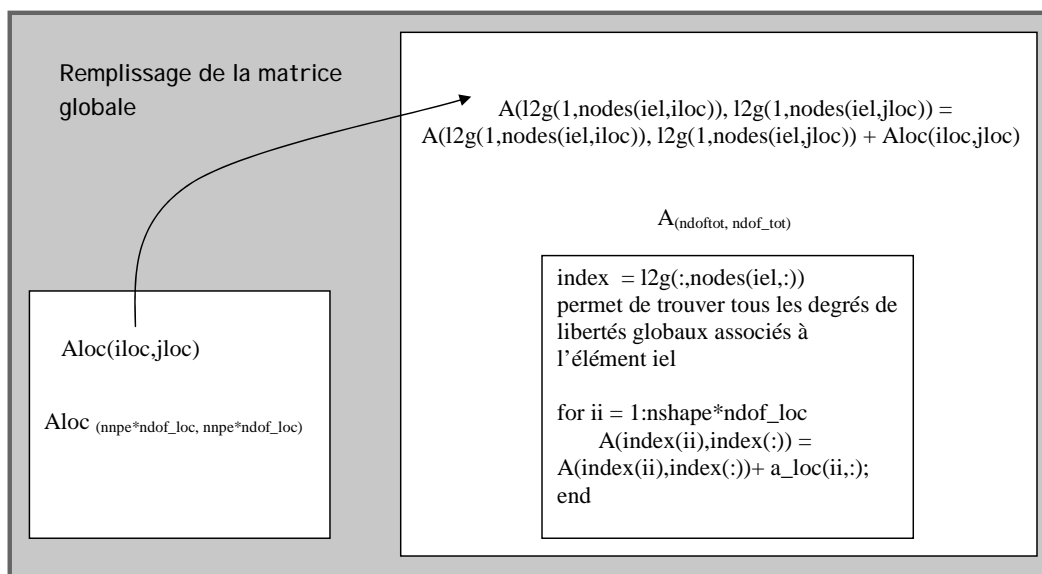 Remplissage de la matrice
globale
A(l2g(1,nodes(iel,iloc)), l2g(1,nodes(iel,jloc)) =
A(l2g(1,nodes(iel,iloc)), l2g(1,nodes(iel,jloc)) + Aloc(iloc,jloc)
A(ndoftot, ndof_tot)
index = l2g(:,nodes(iel,:))
permet de trouver tous les degrés de
libertés globaux associés à
l’élément iel
for ii = 1:nshape*ndof_loc
A(index(ii),index(:)) =
A(index(ii),index(:))+ a_loc(ii,:);
end
Aloc(iloc,jloc)
Aloc (nnpe*ndof_loc, nnpe*ndof_loc)